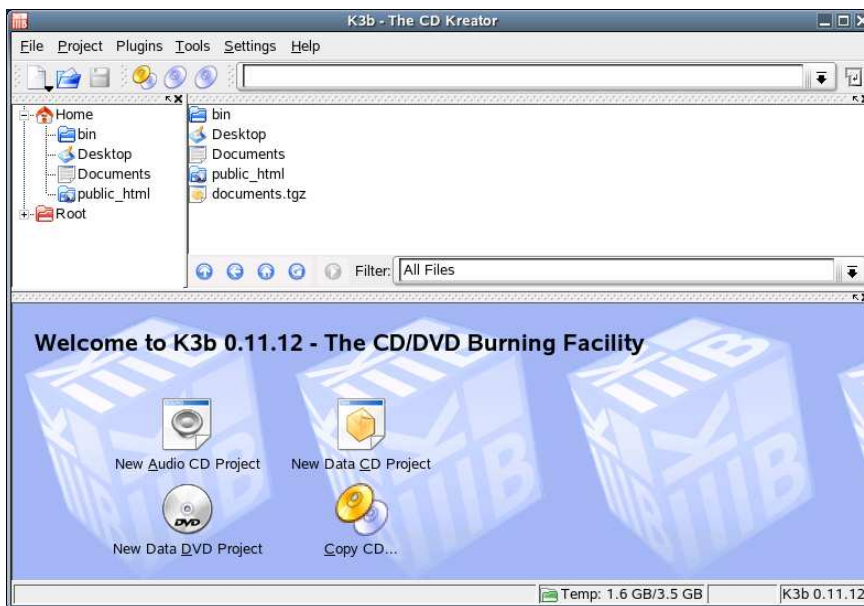 K3b - The CD Kreator
File Project Plugins Tools Settings Help
Home
bin
Desktop
Documents
public_html
Root
bin
Desktop
Documents
public_html
documents.tgz
Filter: All Files
Welcome to K3b 0.11.12 - The CD/DVD Burning Facility
New Audio CD Project New Data CD Project
DVD
New Data DVD Project Copy CD...
Temp: 1.6 GB/3.5 GB K3b 0.11.12